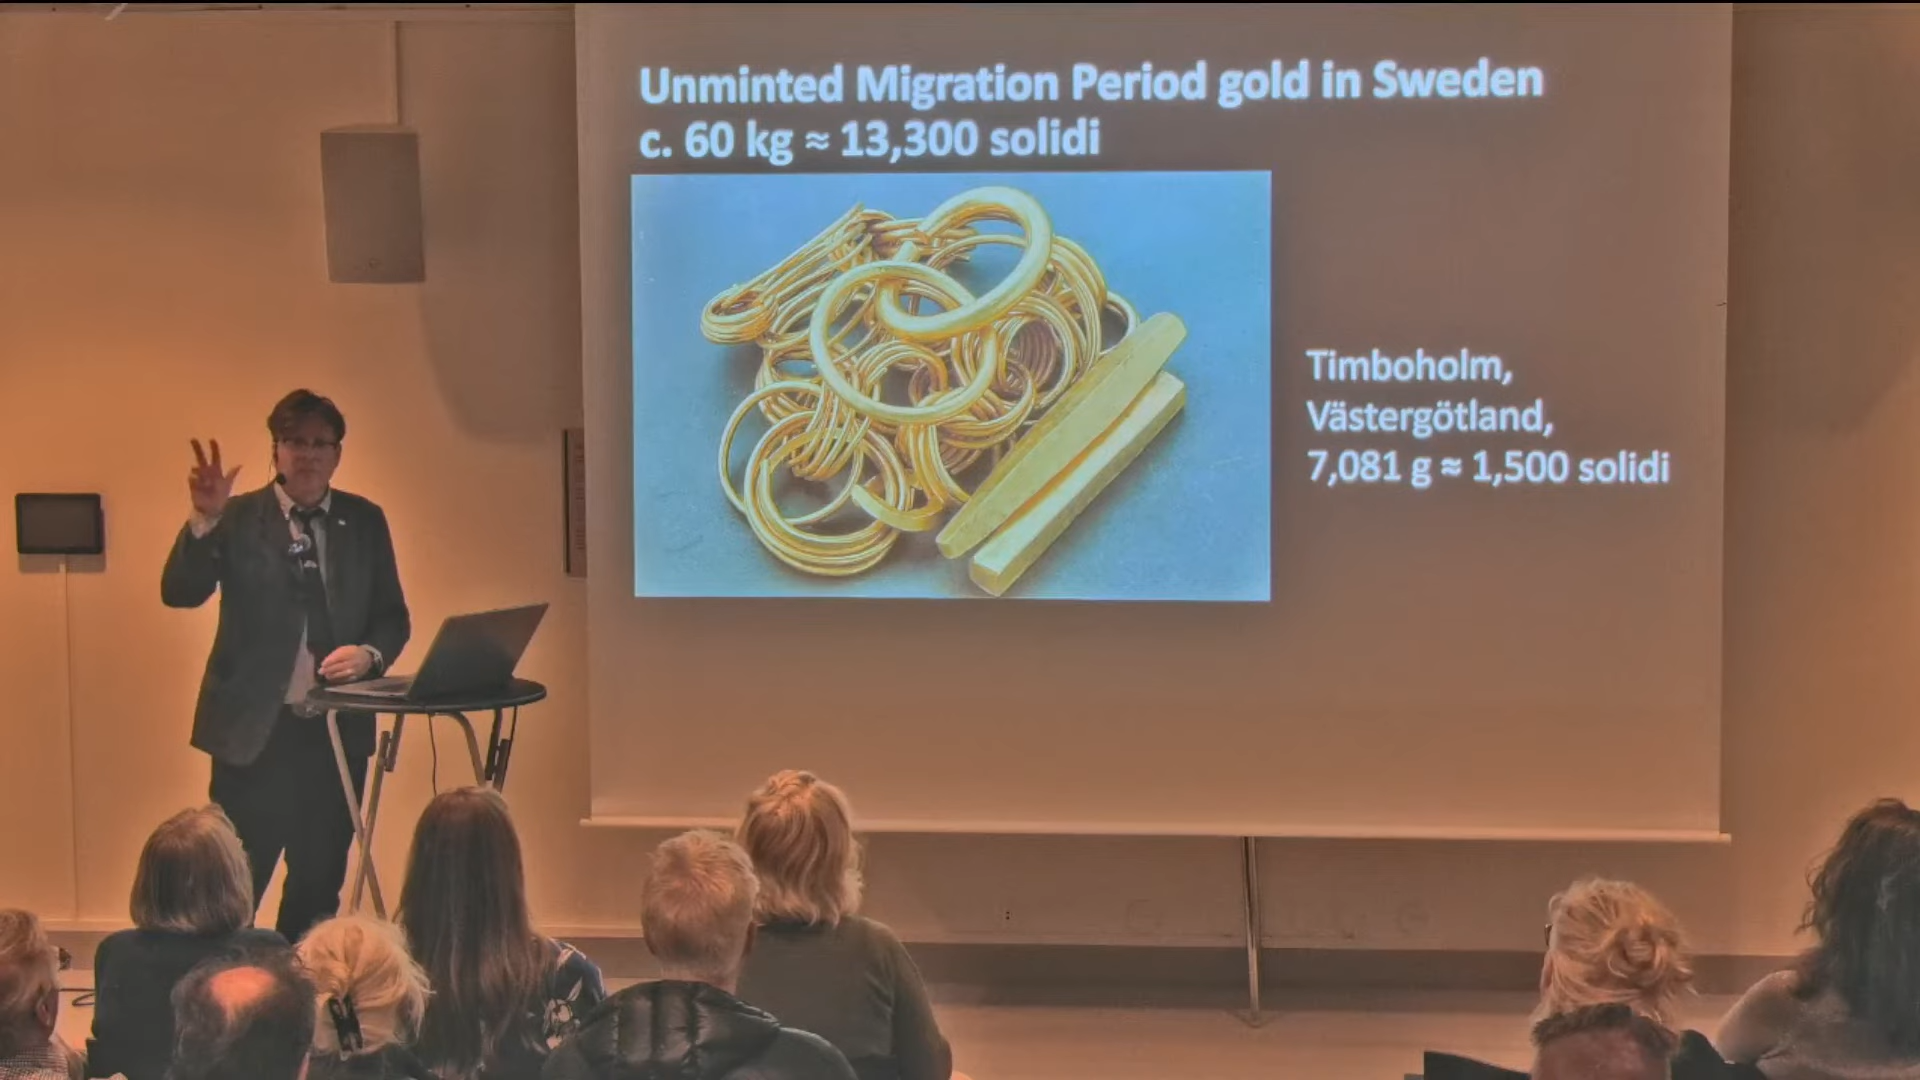 Unminted Migration Period gold in Sweden
c. 60 kg ≈ 13,300 solidi
Timboholm,
Västergötland,
7,081 g ≈ 1,500 solidi